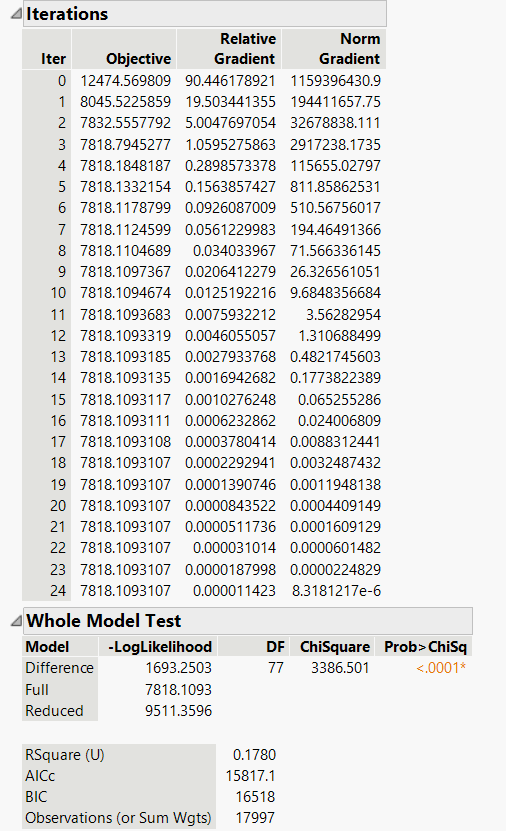 Iterations
Relative Norm
Iter Objective Gradient Gradient
0 12474.569809 90.446178921 1159396430.9
1 8045.5225859 19.503441355 194411657.75
2 7832.5557792 5.0047697054 32678838.111
3 7818.7945277 1.0595275863 2917238.1735
4 7818.1848187 0.2898573378 115655.02797
5 7818.1332154 0.1563857427 811.85862531
6 7818.1178799 0.0926087009 510.56756017
7 7818.1124599 0.0561229983 194.46491366
8 7818.1104689 0.034033967 71.566336145
9 7818.1097367 0.0206412279 26.326561051
10 7818.1094674 0.0125192216 9.6848356684
11 7818.1093683 0.0075932212 3.56282954
12 7818.1093319 0.0046055057 1.310688499
13 7818.1093185 0.0027933768 0.4821745603
14 7818.1093135 0.0016942682 0.1773822389
15 7818.1093117 0.0010276248 0.065255286
16 7818.1093111 0.0006232862 0.024006809
17 7818.1093108 0.0003780414 0.0088312441
18 7818.1093107 0.0002292941 0.0032487432
19 7818.1093107 0.0001390746 0.0011948138
20 7818.1093107 0.0000843522 0.0004409149
21 7818.1093107 0.0000511736 0.0001609129
22 7818.1093107 0.000031014 0.0000601482
23 7818.1093107 0.0000187998 0.0000224829
24 7818.1093107 0.000011423 8.3181217e-6
Whole Model Test
Model -LogLikelihood DF ChiSquare Prob>ChiSq
Difference 1693.2503 77 3386.501 <.0001*
Full 7818.1093
Reduced 9511.3596
RSquare (U) 0.1780
AICc 15817.1
BIC 16518
Observations (or Sum Wgts) 17997